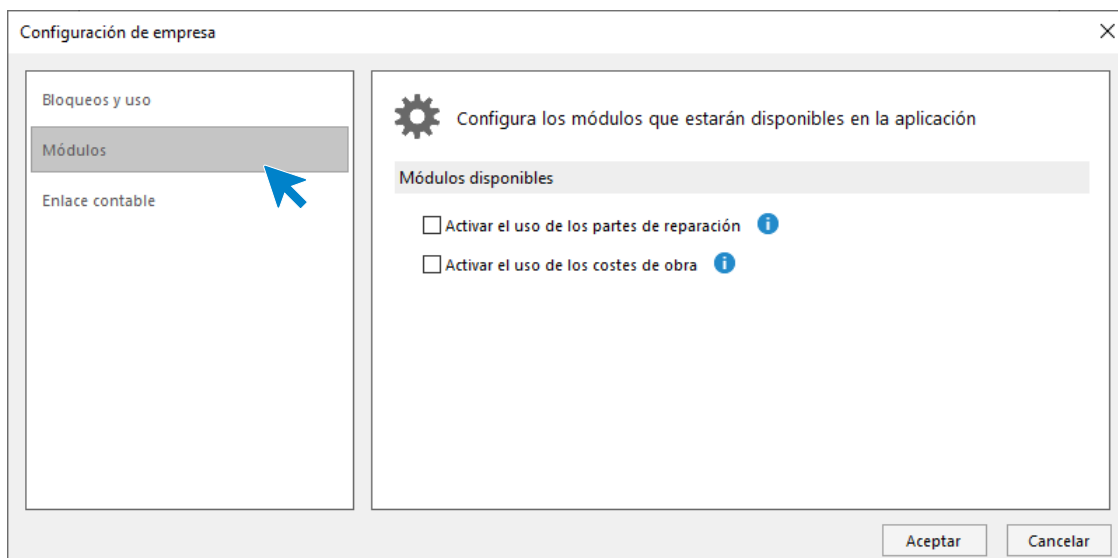 Configuración de empresa
Bloqueos y uso
Módulos
Enlace contable
Configura los módulos que estarán disponibles en la aplicación
Módulos disponibles
Activar el uso de los partes de reparación
Activar el uso de los costes de obra
Aceptar
Cancelar